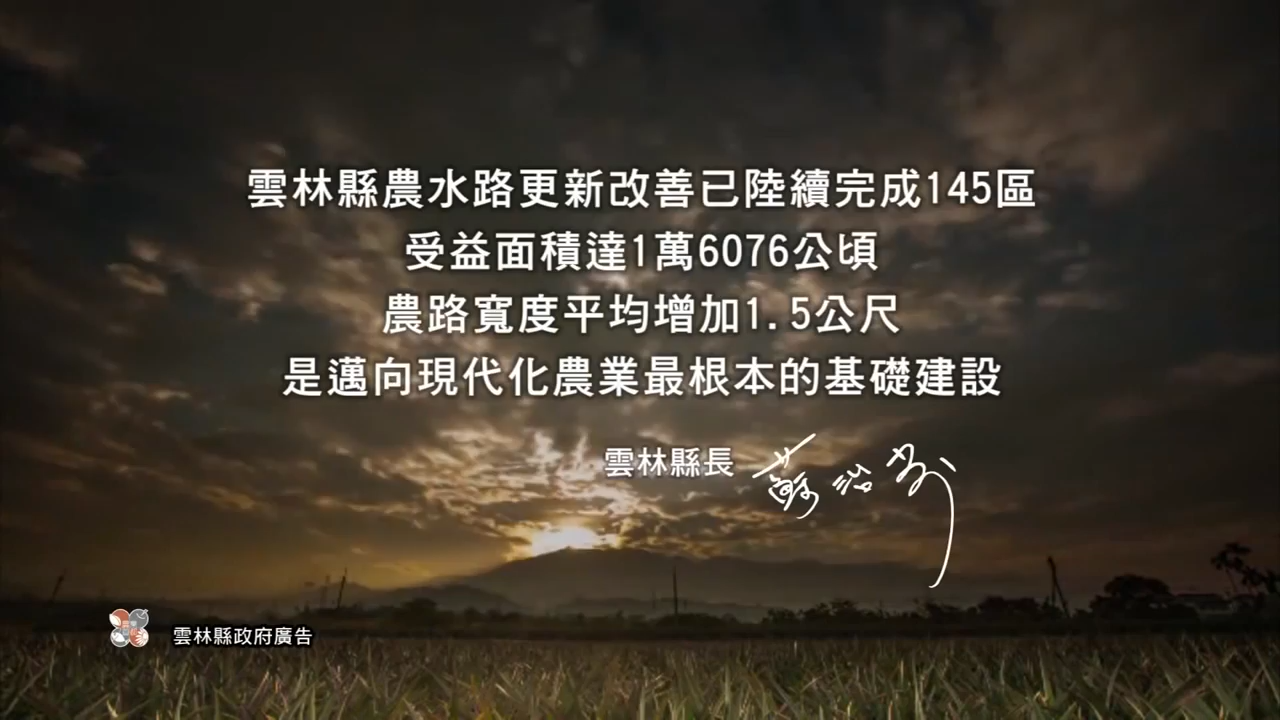 雲林縣農水路更新改善已陸續完成145區
受益面積達1萬6076公頃
農路寬度平均增加1.5公尺
是邁向現代化農業最根本的基礎建設
雲林縣長 蘇治芬
雲林縣政府廣告